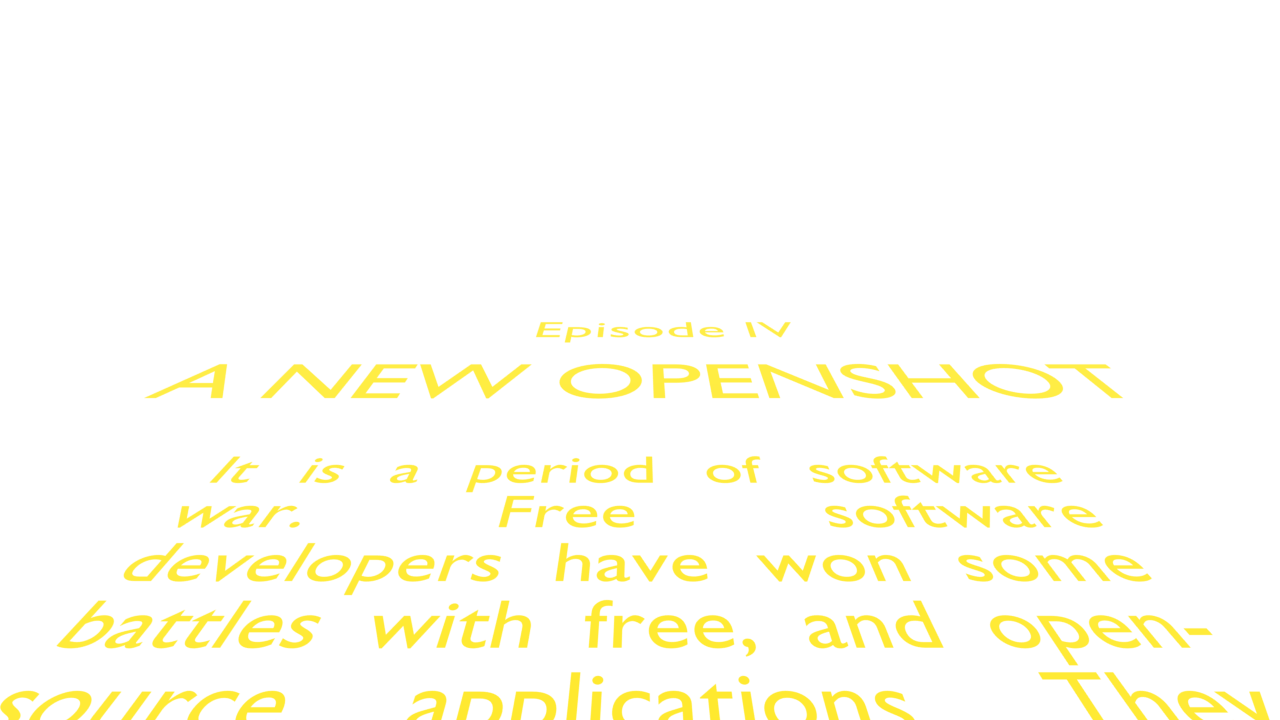 Episode IV
A NEW OPENSHOT
It is a period of software
war. Free software
developers have won some
battles with free, and open-
source applications. They